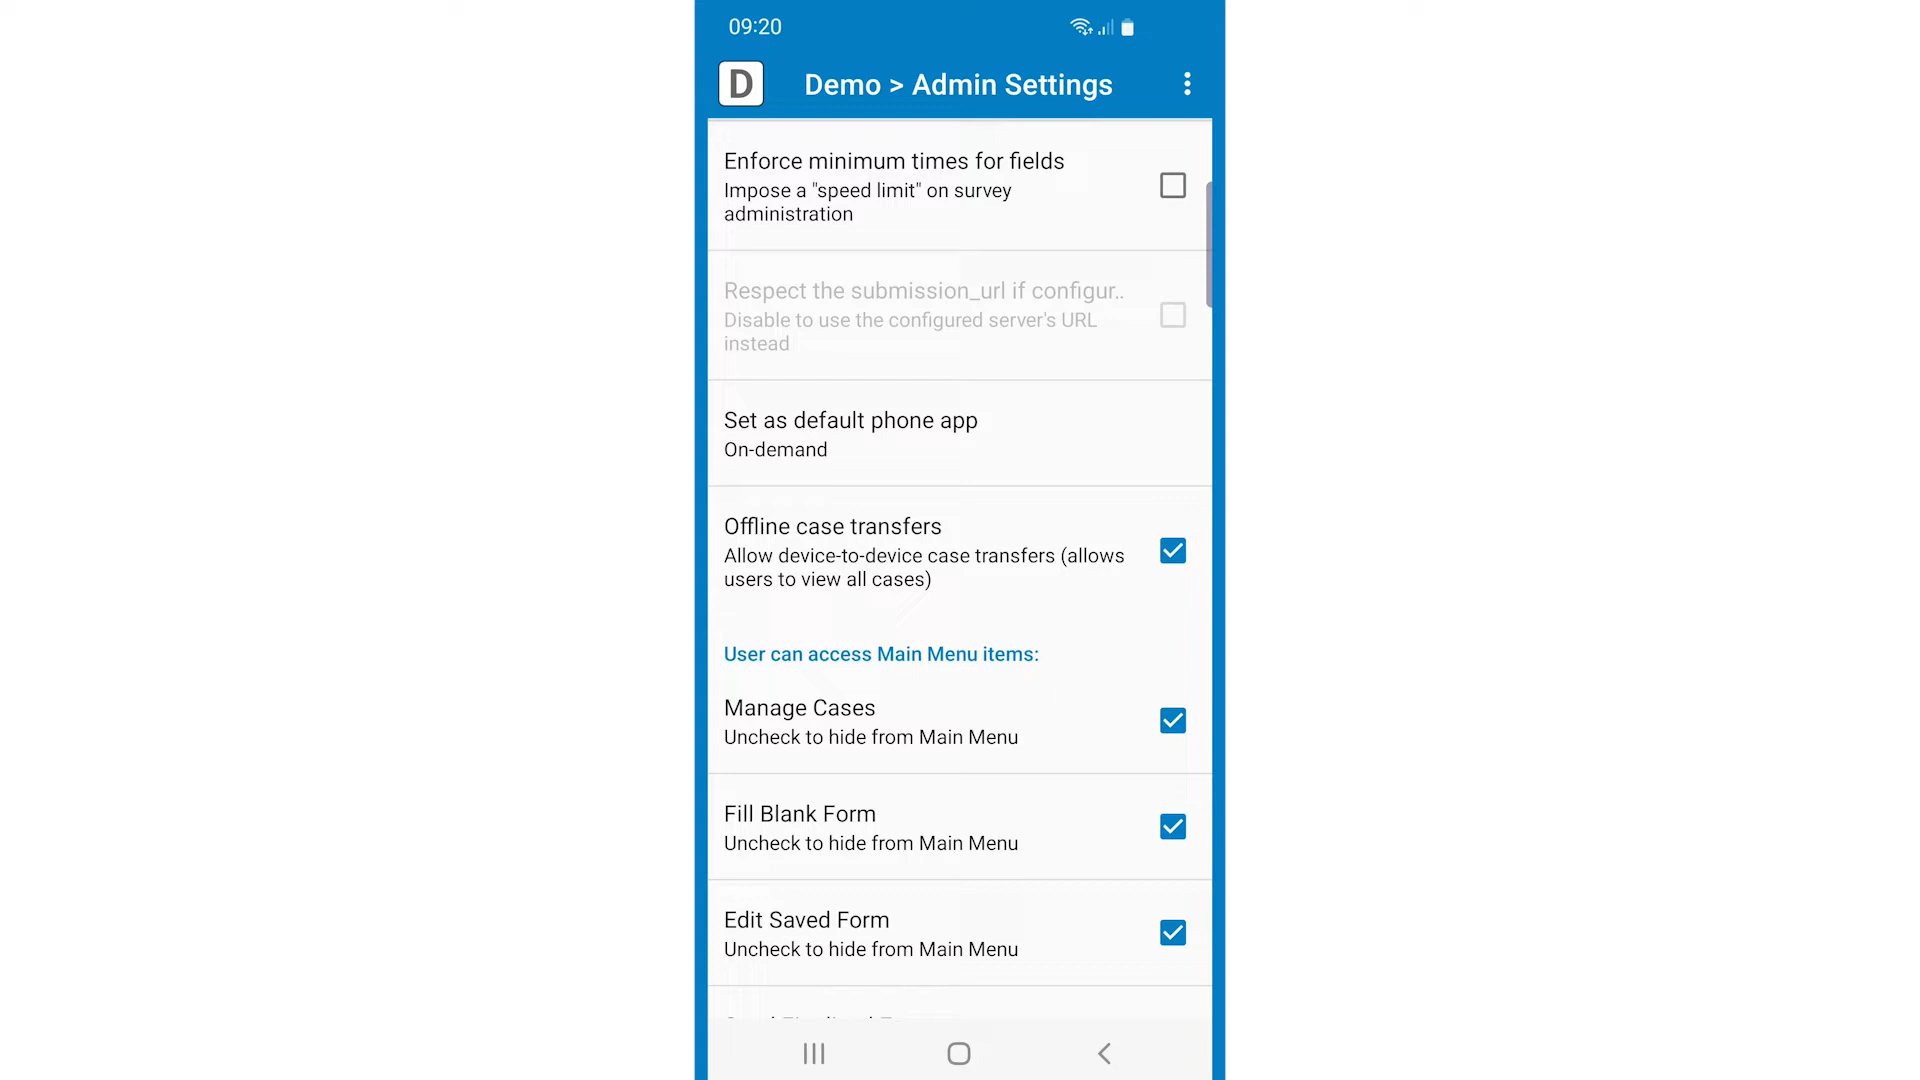 09:20
D
Demo > Admin Settings
Enforce minimum times for fields
Impose a "speed limit" on survey
administration
Respect the submission_url if configur..
Disable to use the configured server's URL
instead
Set as default phone app
On-demand
Offline case transfers
Allow device-to-device case transfers (allows
users to view all cases)
User can access Main Menu items:
Manage Cases
Uncheck to hide from Main Menu
Fill Blank Form
Uncheck to hide from Main Menu
Edit Saved Form
Uncheck to hide from Main Menu